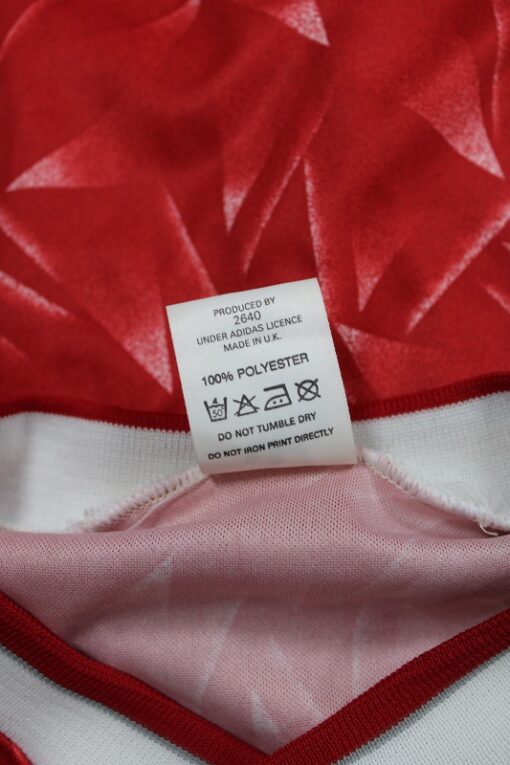 PRODUCED BY
2640
UNDER ADIDAS LICENCE
MADE IN U.K.
100% POLYESTER
50
DO NOT TUMBLE DRY
DO NOT IRON PRINT DIRECTLY